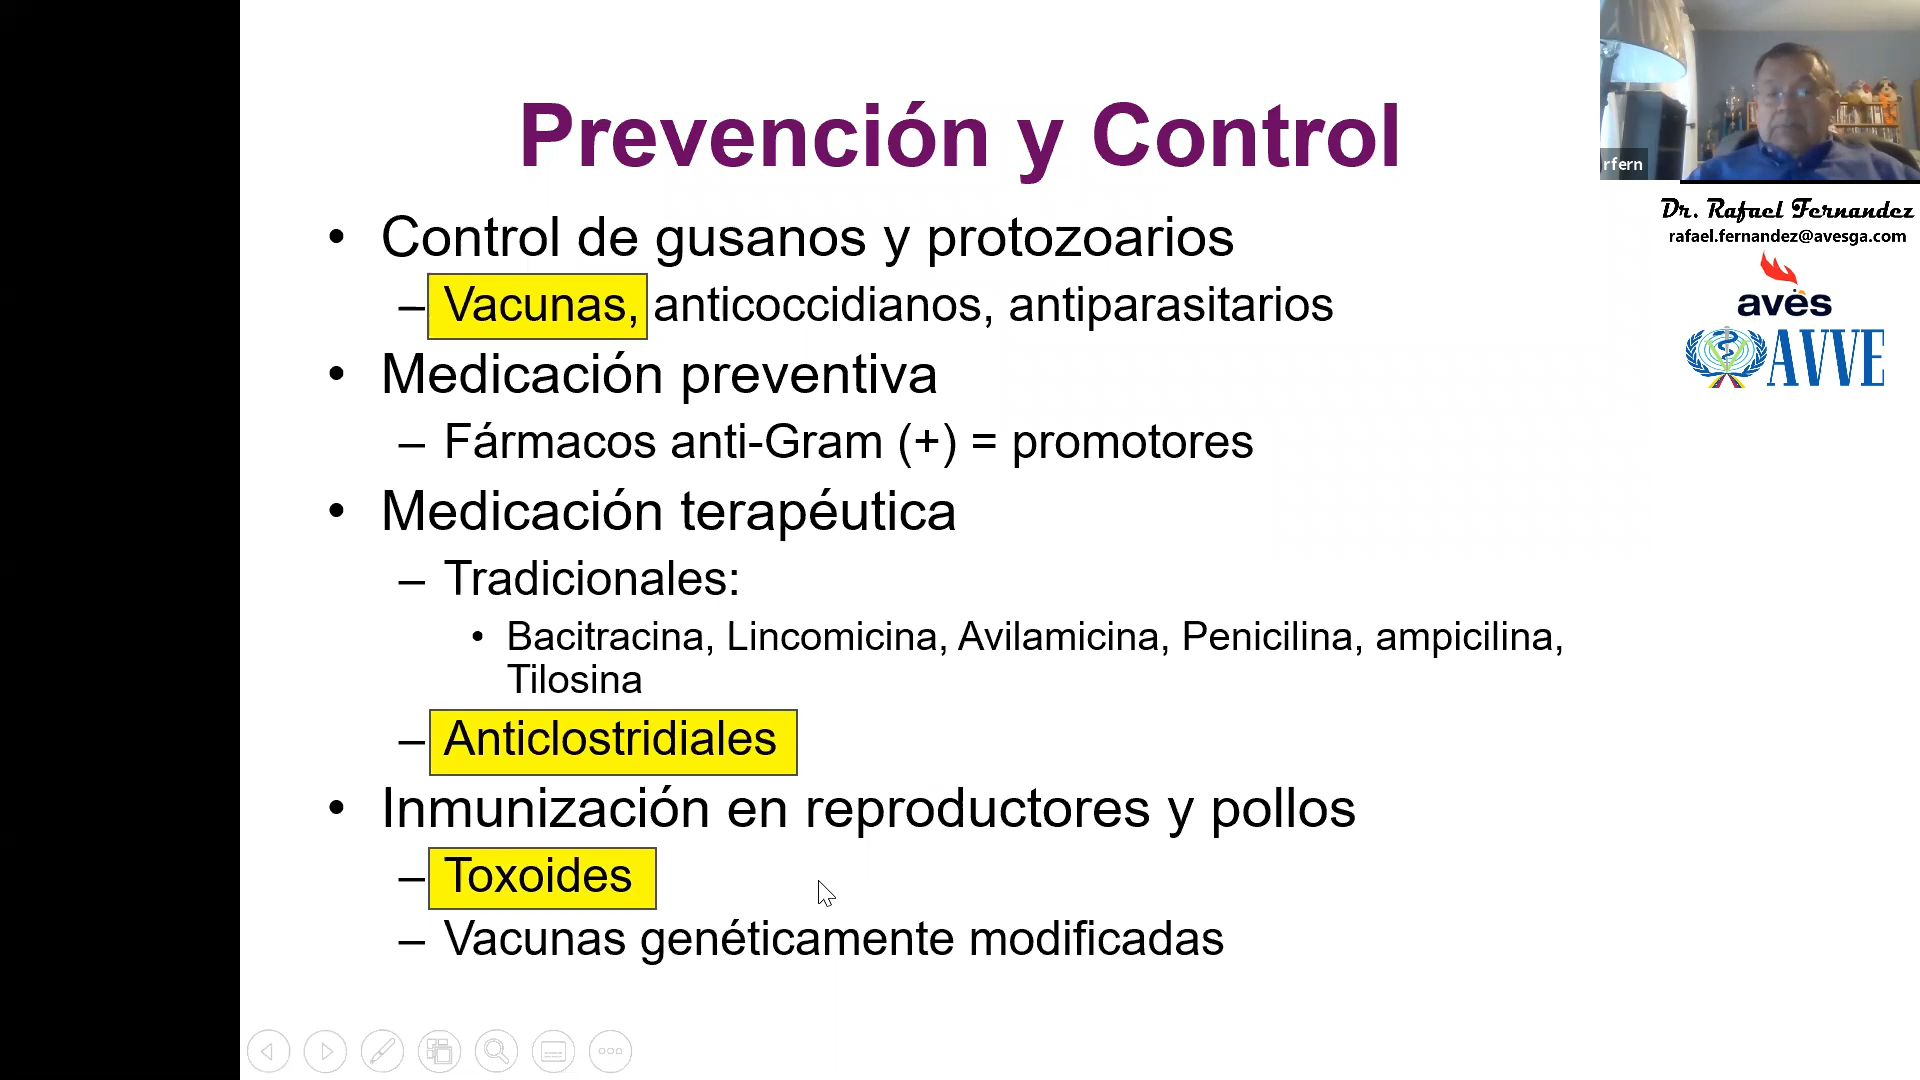 Prevención y Control
• Control de gusanos y protozoarios
– Vacunas, anticoccidianos, antiparasitarios
• Medicación preventiva
– Fármacos anti-Gram (+) = promotores
• Medicación terapéutica
– Tradicionales:
• Bacitracina, Lincomicina, Avilamicina, Penicilina, ampicilina,
Tilosina
– Anticlostridiales
• Inmunización en reproductores y pollos
– Toxoides
– Vacunas genéticamente modificadas
rfern
Dr. Rafael Fernandez
rafael.fernandez@avesga.com
avès
AVVE